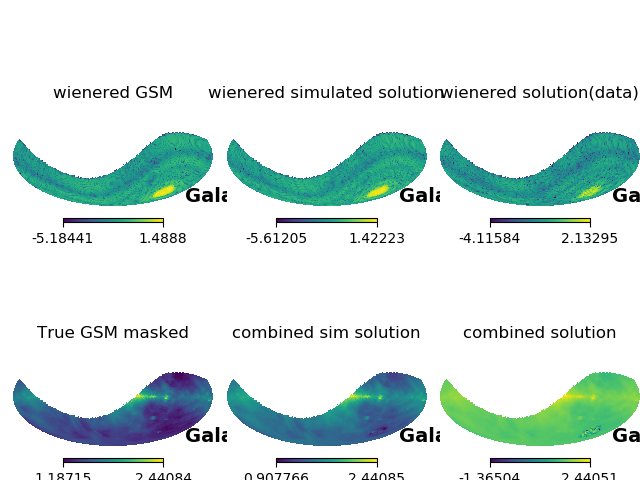 wienered GSM
wienered simulated solution
wienered solution(data)
Gala
Gala
Ga
-5.18441 1.4888
-5.61205 1.42223
-4.11584 2.13295
True GSM masked
combined sim solution
combined solution
Gala
Gala
Ga
1.18715 2.44084
0.907766 2.44085
-1.36504 2.44051